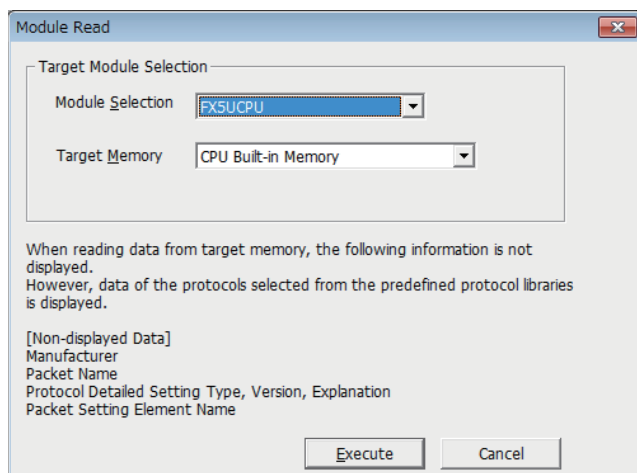 Module Read
Target Module Selection
Module Selection
FX5UCPU
Target Memory
CPU Built-in Memory
When reading data from target memory, the following information is not
displayed.
However, data of the protocols selected from the predefined protocol libraries
is displayed.
[Non-displayed Data]
Manufacturer
Packet Name
Protocol Detailed Setting Type, Version, Explanation
Packet Setting Element Name
Execute
Cancel